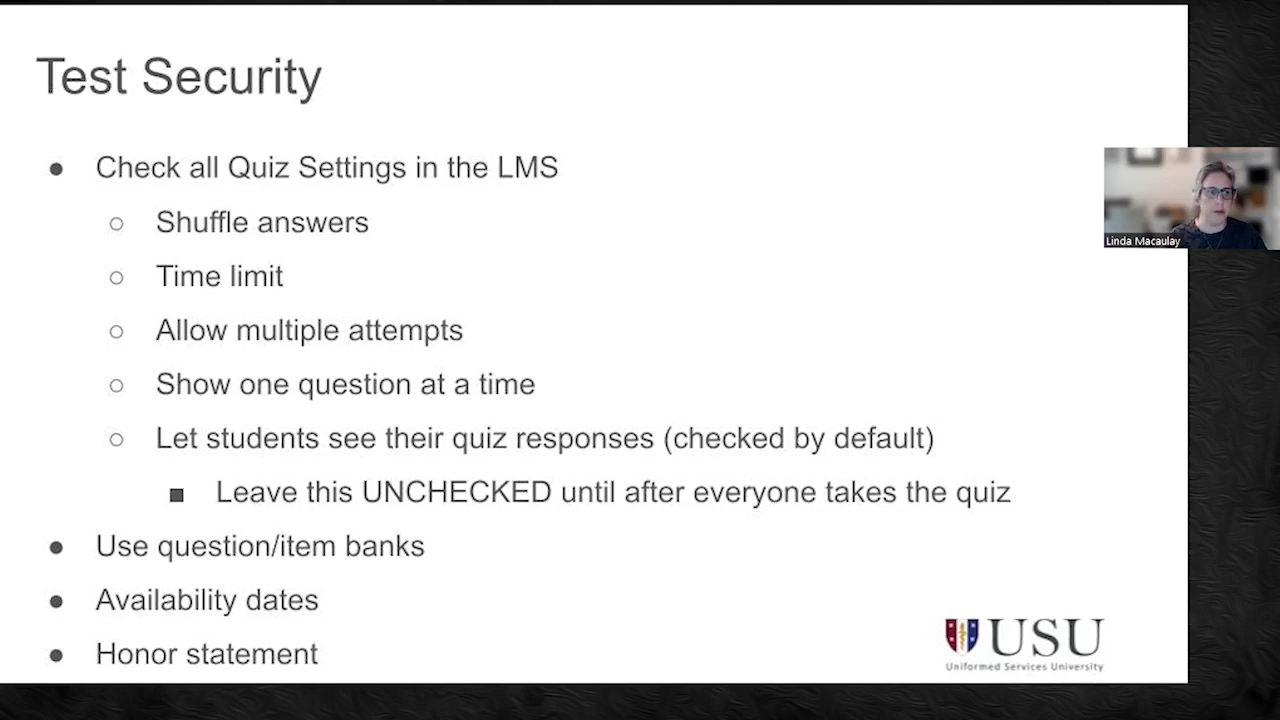 Test Security
● Check all Quiz Settings in the LMS
○ Shuffle answers
○ Time limit
○ Allow multiple attempts
○ Show one question at a time
○ Let students see their quiz responses (checked by default)
■ Leave this UNCHECKED until after everyone takes the quiz
● Use question/item banks
● Availability dates
● Honor statement
USU
Uniformed Services University
Linda Macaulay